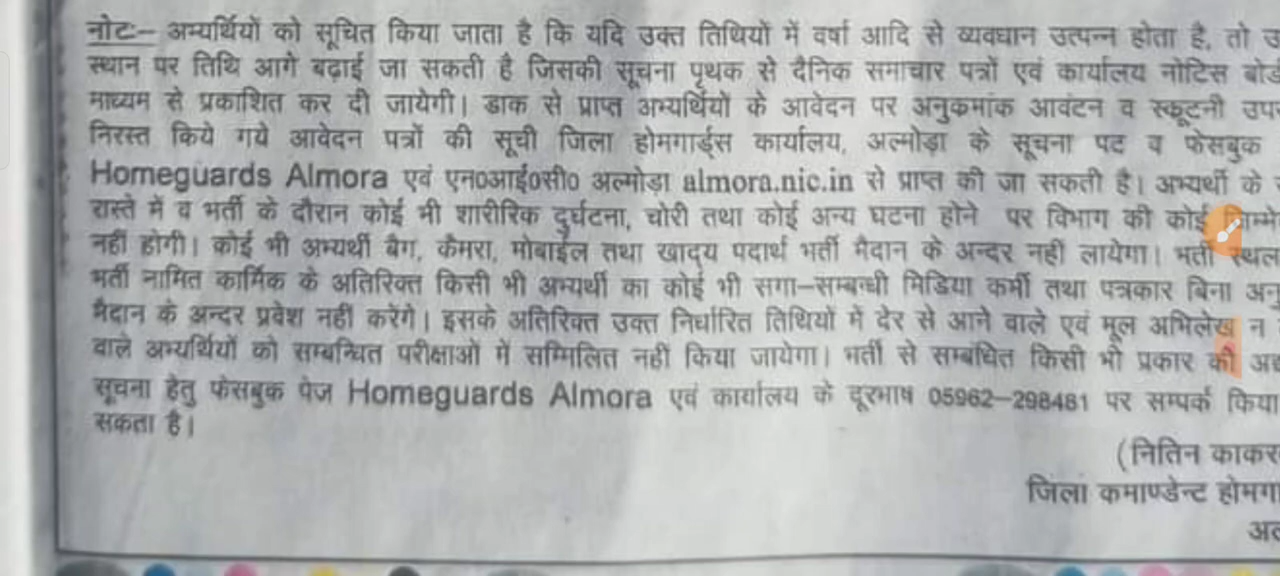 नोटः– अभ्यर्थियों को सूचित किया जाता है कि यदि उक्त तिथियों में वर्षा आदि से व्यवधान उत्पन्न होता है, तो
स्थान पर तिथि आगे बढ़ाई जा सकती है जिसकी सूचना पृथक से दैनिक समाचार पत्रों एवं कार्यालय नोटिस बोर्ड
माध्यम से प्रकाशित कर दी जायेगी। डाक से प्राप्त अभ्यर्थियों के आवेदन पर अनुकमांक आवंटन व स्कूटनी
निरस्त किये गये आवेदन पत्रों की सूची जिला होमगार्ड्स कार्यालय, अल्मोड़ा के सूचना पट व फेसबुक
Homeguards Almora एवं एन0आई0सी0 अल्मोड़ा almora.nic.in से प्राप्त की जा सकती है। अभ्यर्थी के
रास्ते में व भर्ती के दौरान कोई भी शारीरिक दुर्घटना, चोरी तथा कोई अन्य घटना होने पर विभाग की कोई
नहीं होगी। कोई भी अभ्यर्थी बैग, कैमरा, मोबाईल तथा खाद्य पदार्थ भर्ती मैदान के अन्दर नहीं लायेगा। भर्ती स्थल
भर्ती नामित कार्मिक के अतिरिक्त किसी भी अभ्यर्थी का कोई भी सगा–सम्बन्धी मिडिया कर्मी तथा पत्रकार बिना
मैदान के अन्दर प्रवेश नहीं करेंगे। इसके अतिरिक्त उक्त निर्धारित तिथियों में देर से आने वाले एवं मूल अभिलेख न
वाले अभ्यर्थियों को सम्बन्धित परीक्षाओं में सम्मिलित नहीं किया जायेगा। भर्ती से सम्बंधित किसी भी प्रकार की
सूचना हेतु फेसबुक पेज Homeguards Almora एवं कार्यालय के दूरभाष 05962–298461 पर सम्पर्क किया
सकता है।
(नितिन काकर
जिला कमाण्डेन्ट होमगा